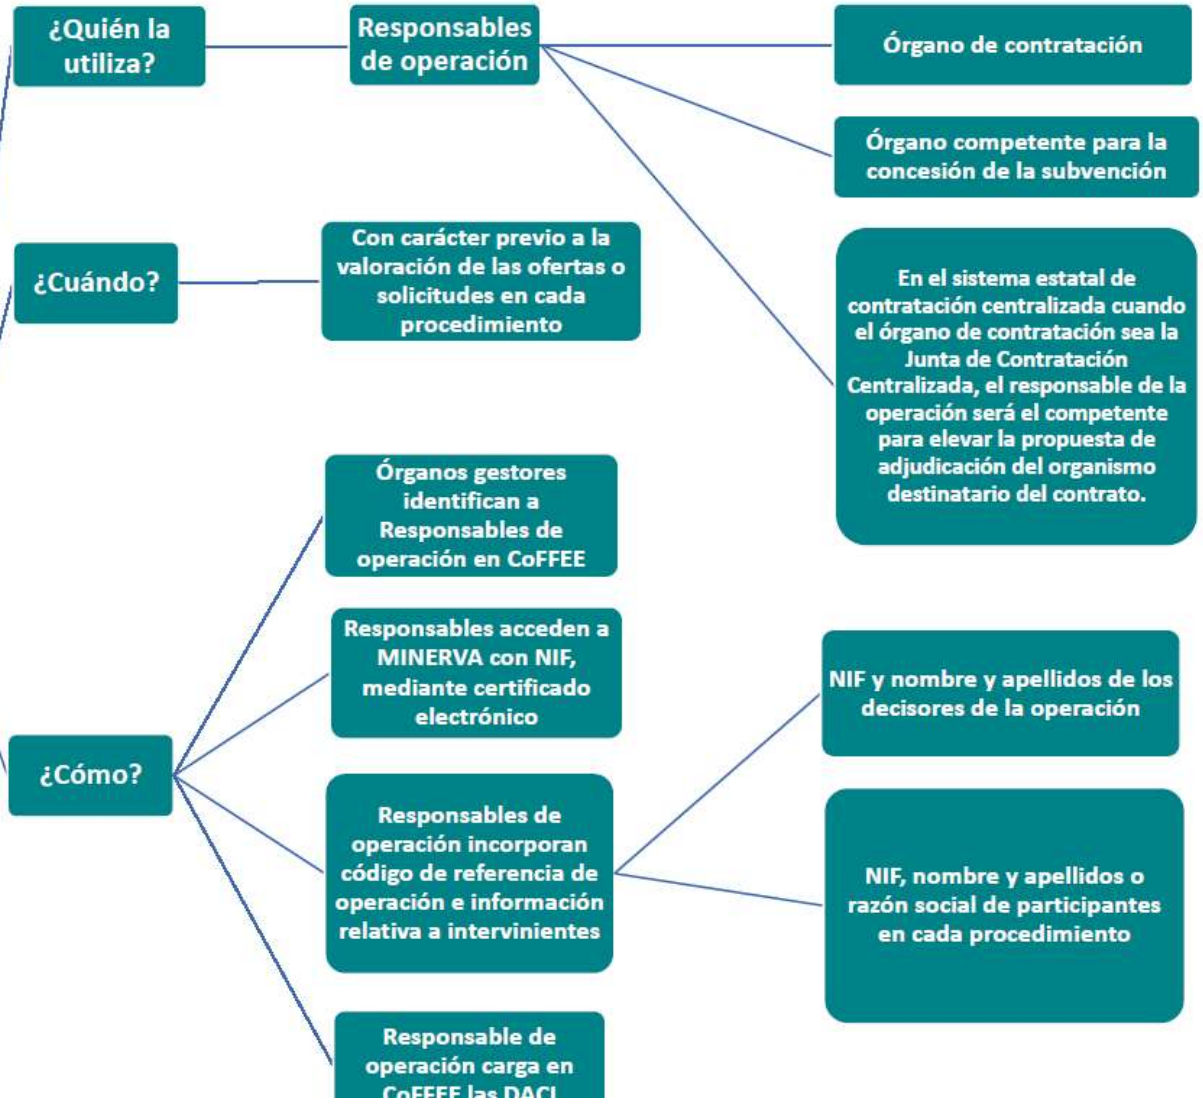 ¿Quién la
utiliza?
Responsables
de operación
Órgano de contratación
Órgano competente para la
concesión de la subvención
En el sistema estatal de
contratación centralizada cuando
el órgano de contratación sea la
Junta de Contratación
Centralizada, el responsable de la
operación será el competente
para elevar la propuesta de
adjudicación del organismo
destinatario del contrato.
¿Cuándo?
Con carácter previo a la
valoración de las ofertas o
solicitudes en cada
procedimiento
¿Cómo?
Órganos gestores
identifican a
Responsables de
operación en CoFFEE
Responsables acceden a
MINERVA con NIF,
mediante certificado
electrónico
Responsables de
operación incorporan
código de referencia de
operación e información
relativa a intervinientes
NIF y nombre y apellidos de los
decisores de la operación
NIF, nombre y apellidos o
razón social de participantes
en cada procedimiento
Responsable de
operación carga en
CoFFEE las DACI